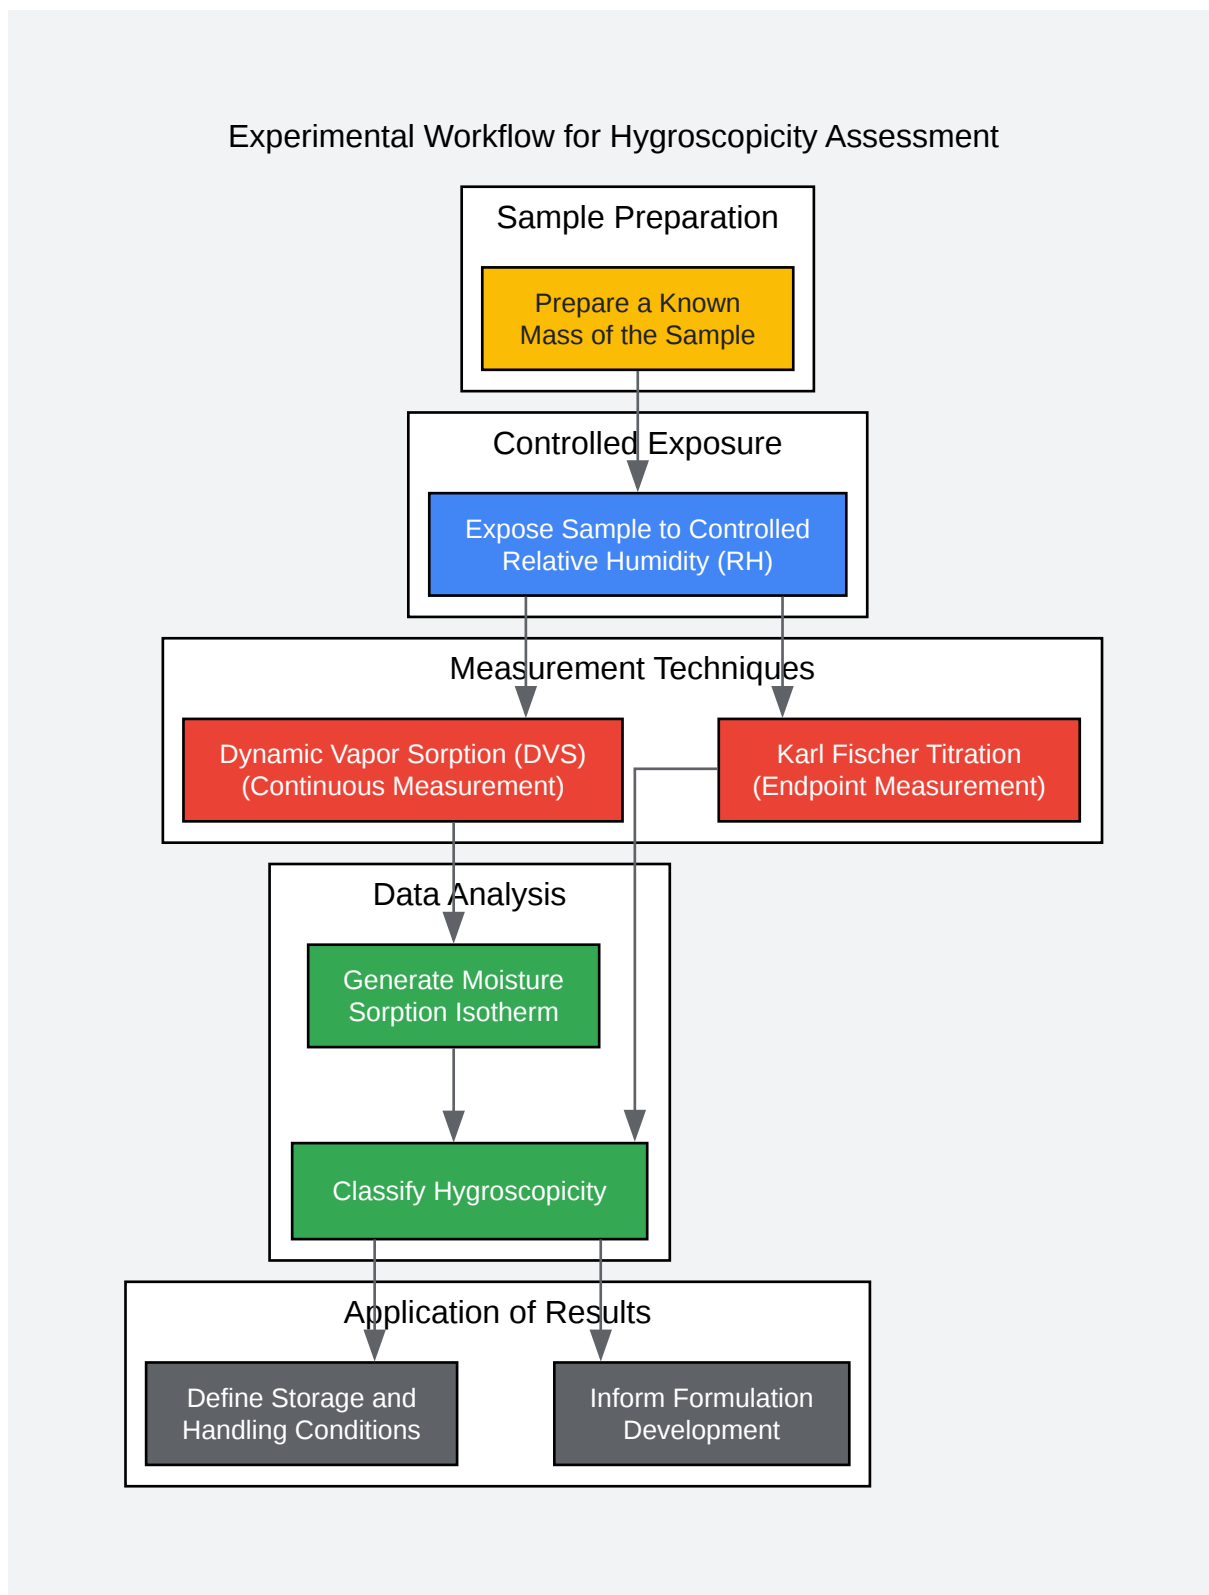 Experimental Workflow for Hygroscopicity Assessment
Sample Preparation
Prepare a Known
Mass of the Sample
Controlled Exposure
Expose Sample to Controlled
Relative Humidity (RH)
Measurement Techniques
Dynamic Vapor Sorption (DVS)
(Continuous Measurement)
Karl Fischer Titration
(Endpoint Measurement)
Data Analysis
Generate Moisture
Sorption Isotherm
Classify Hygroscopicity
Application of Results
Define Storage and
Handling Conditions
Inform Formulation
Development